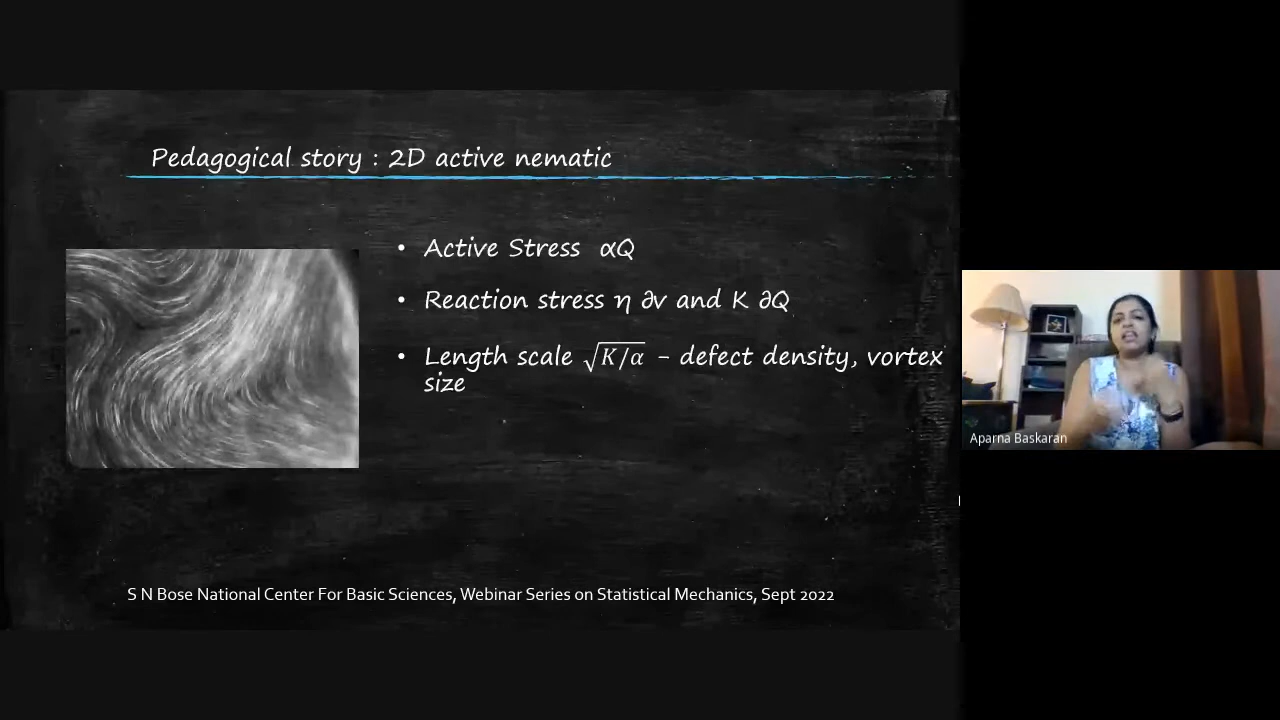 Pedagogical story : 2D active nematic
• Active Stress αQ
• Reaction stress η ∂v and K ∂Q
• Length scale √K/α – defect density, vortex
size
S N Bose National Center For Basic Sciences, Webinar Series on Statistical Mechanics, Sept 2022
Aparna Baskaran